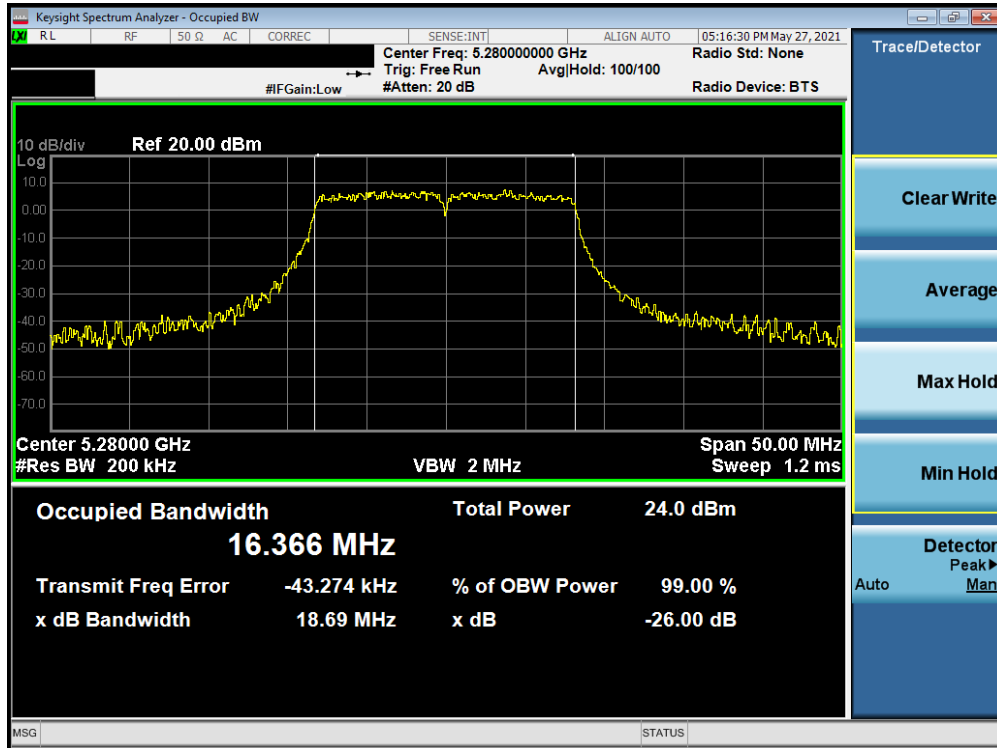 Keysight Spectrum Analyzer - Occupied BW
LXI RL RF 50 Ω AC CORREC SENSE:INT ALIGN AUTO 05:16:30 PM May 27, 2021
Center Freq: 5.280000000 GHz Radio Std: None
Trig: Free Run Avg|Hold: 100/100
#IFGain:Low #Atten: 20 dB Radio Device: BTS
10 dB/div Ref 20.00 dBm
Log
10.0
0.00
-10.0
-20.0
-30.0
-40.0
-50.0
-60.0
-70.0
Center 5.28000 GHz Span 50.00 MHz
#Res BW 200 kHz VBW 2 MHz Sweep 1.2 ms
Occupied Bandwidth Total Power 24.0 dBm
16.366 MHz
Transmit Freq Error -43.274 kHz % of OBW Power 99.00 %
x dB Bandwidth 18.69 MHz x dB -26.00 dB
MSG STATUS
Trace/Detector
Clear Write
Average
Max Hold
Min Hold
Detector
Peak▶
Auto Man